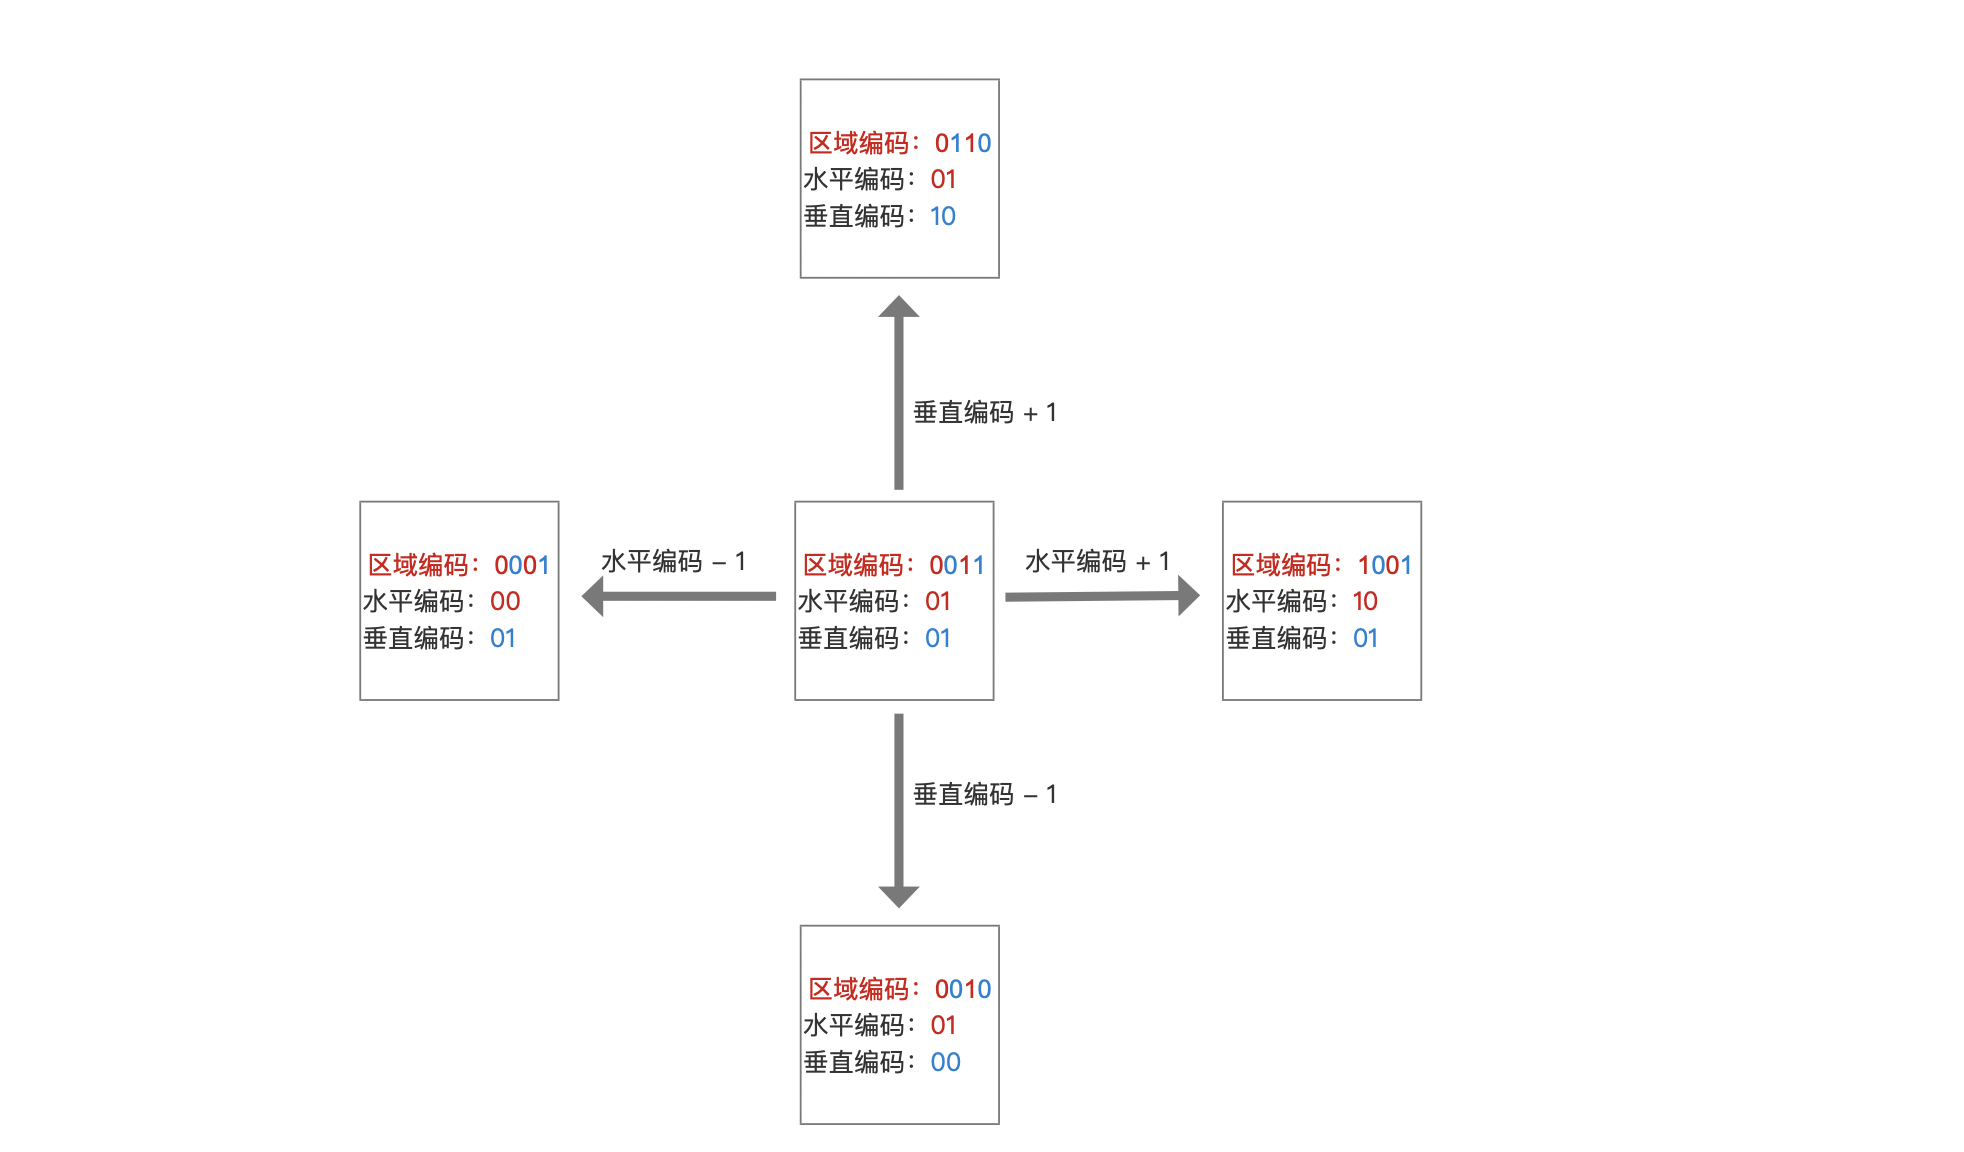 区域编码：0110
水平编码：01
垂直编码：10
垂直编码 + 1
区域编码：0001
水平编码：00
垂直编码：01
水平编码 – 1
区域编码：0011
水平编码：01
垂直编码：01
水平编码 + 1
区域编码：1001
水平编码：10
垂直编码：01
垂直编码 – 1
区域编码：0010
水平编码：01
垂直编码：00